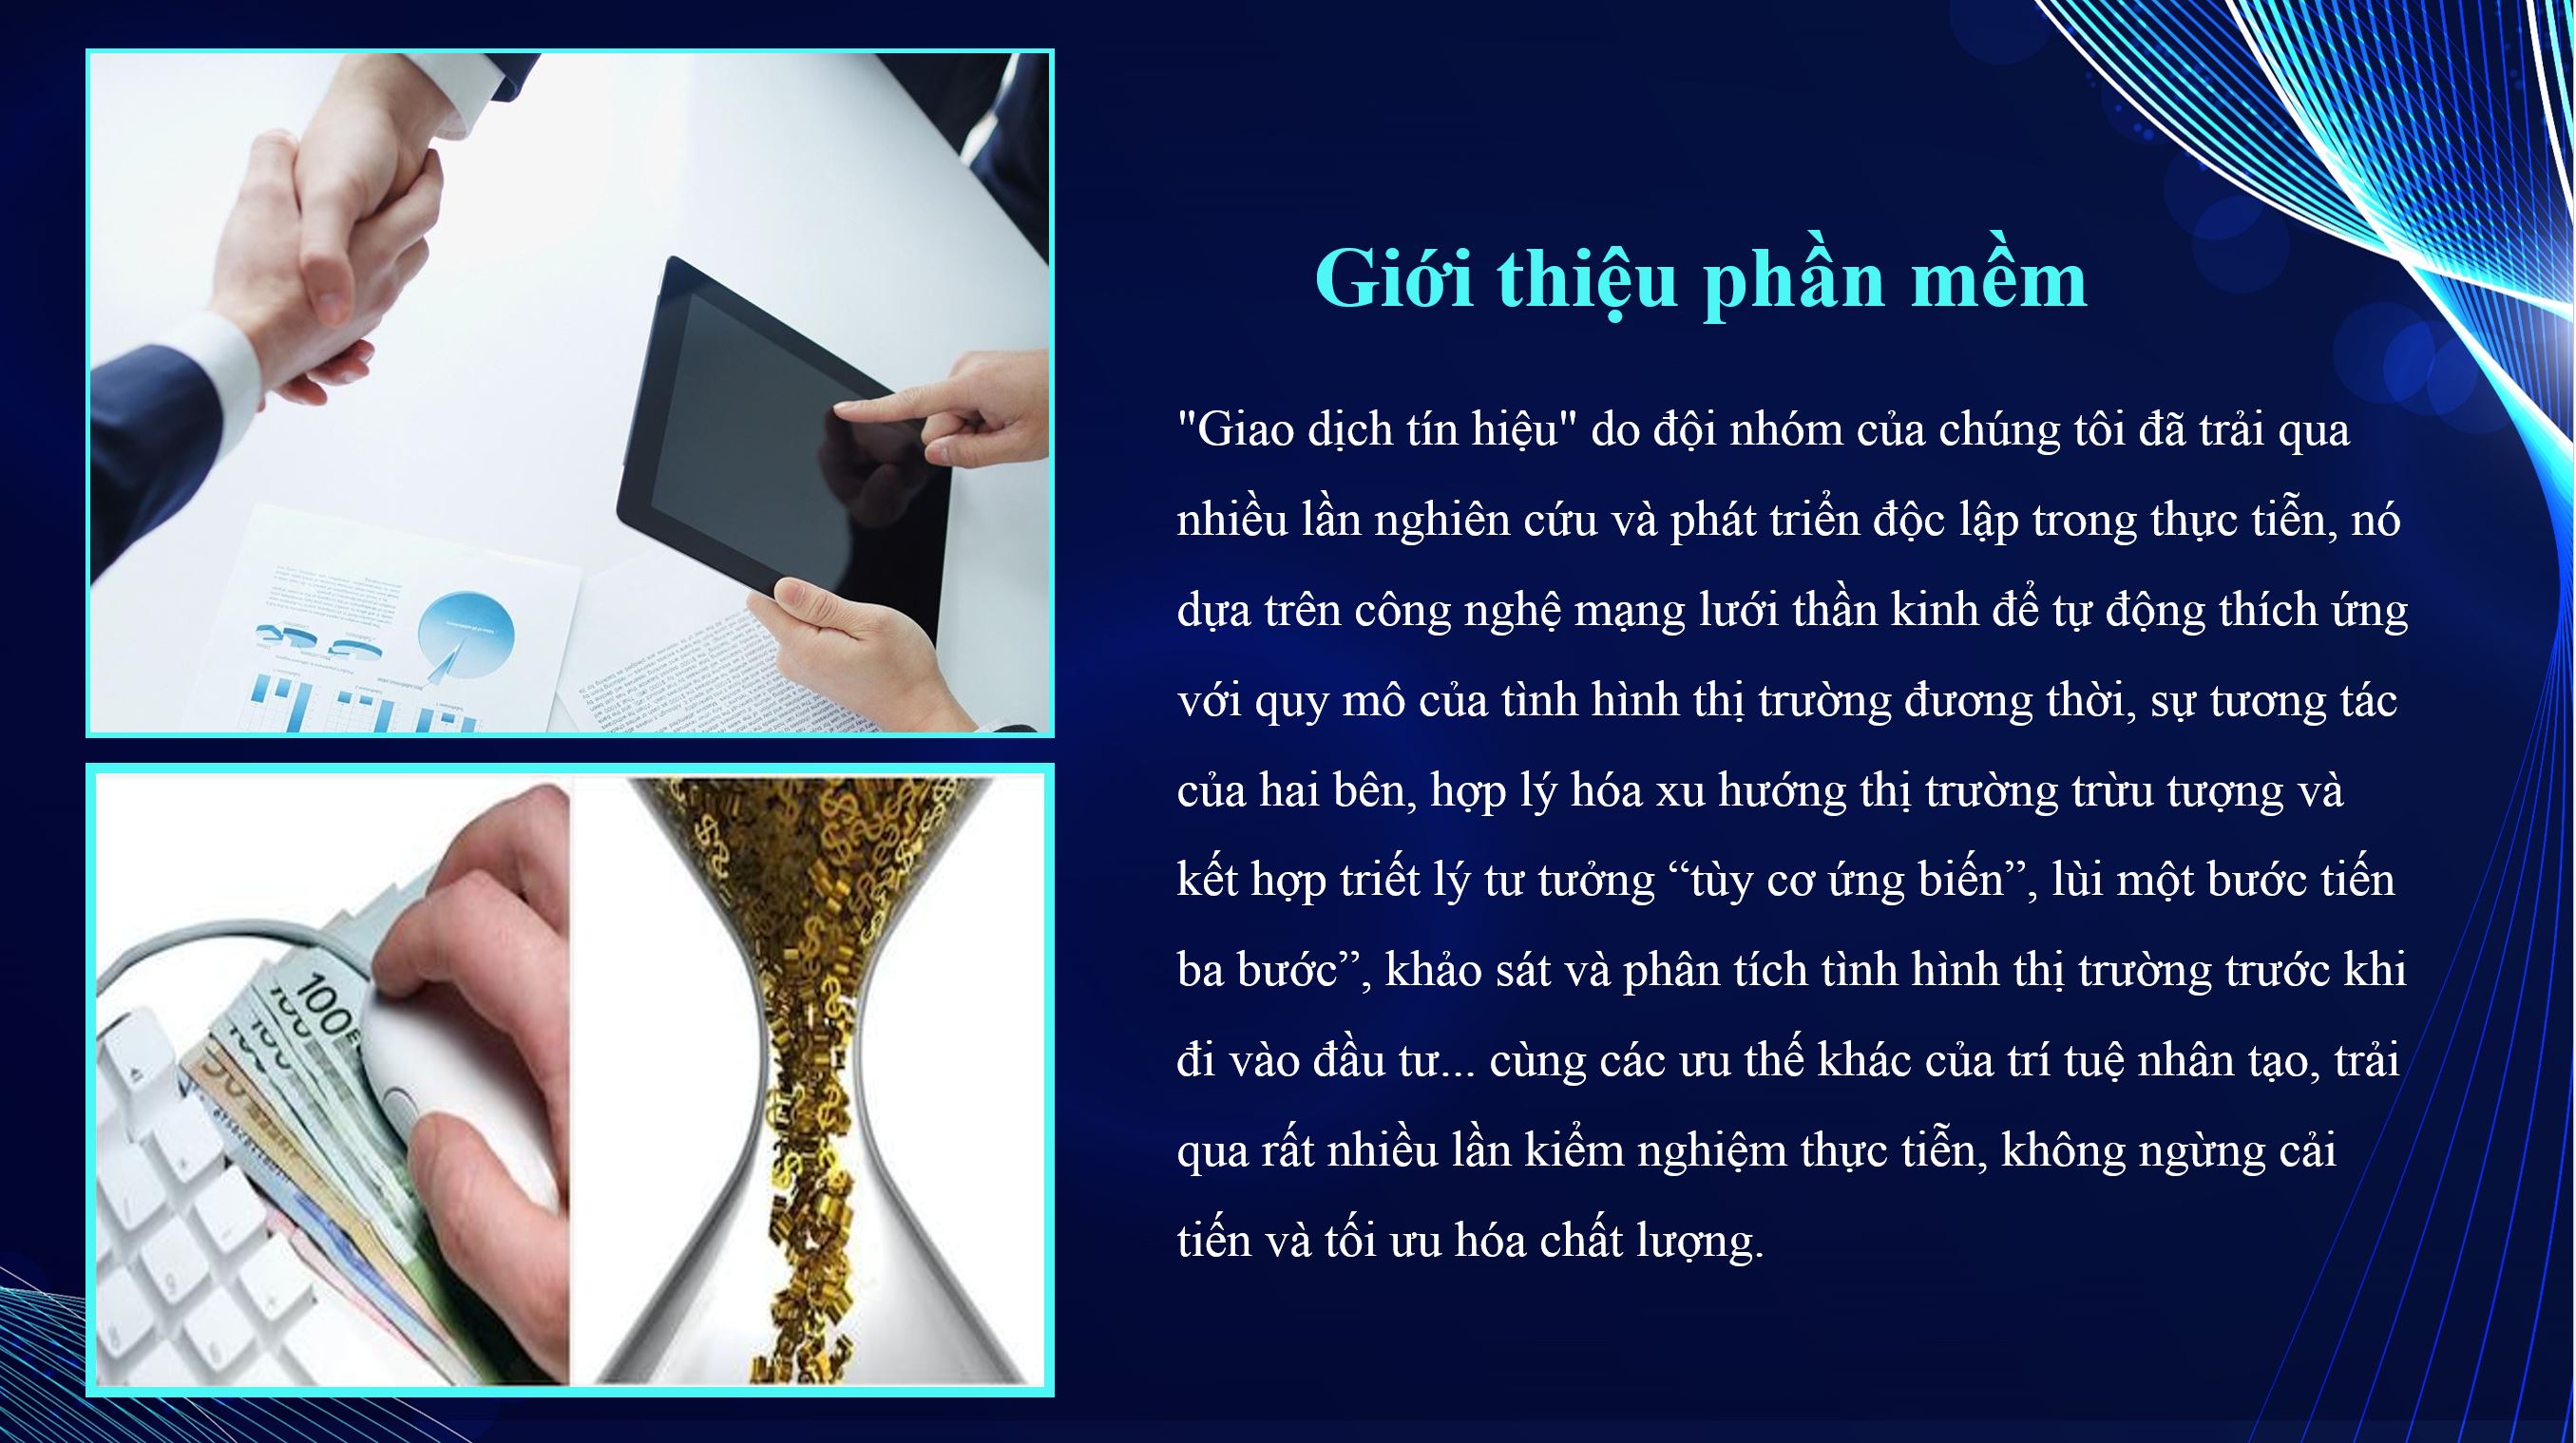 Giới thiệu phần mềm
"Giao dịch tín hiệu" do đội nhóm của chúng tôi đã trải qua
nhiều lần nghiên cứu và phát triển độc lập trong thực tiễn, nó
dựa trên công nghệ mạng lưới thần kinh để tự động thích ứng
với quy mô của tình hình thị trường đương thời, sự tương tác
của hai bên, hợp lý hóa xu hướng thị trường trừu tượng và
kết hợp triết lý tư tưởng “tùy cơ ứng biến”, lùi một bước tiến
ba bước”, khảo sát và phân tích tình hình thị trường trước khi
đi vào đầu tư... cùng các ưu thế khác của trí tuệ nhân tạo, trải
qua rất nhiều lần kiểm nghiệm thực tiễn, không ngừng cải
tiến và tối ưu hóa chất lượng.
100